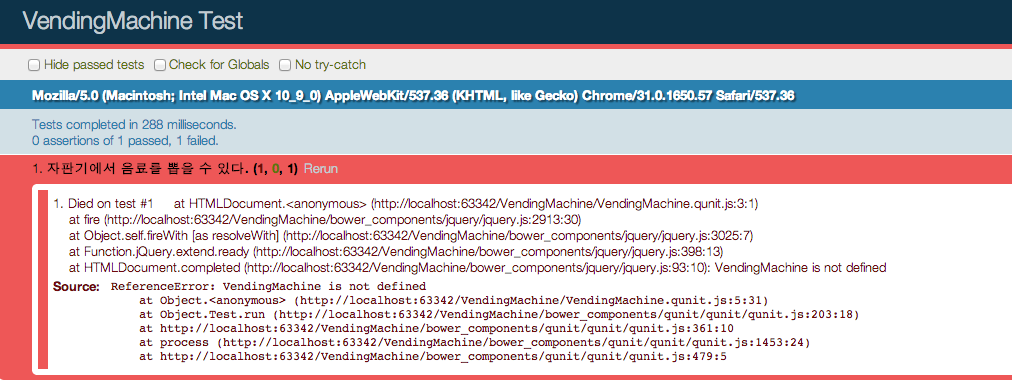 VendingMachine Test
Hide passed tests Check for Globals No try-catch
Mozilla/5.0 (Macintosh; Intel Mac OS X 10_9_0) AppleWebKit/537.36 (KHTML, like Gecko) Chrome/31.0.1650.57 Safari/537.36
Tests completed in 288 milliseconds.
0 assertions of 1 passed, 1 failed.
1. 자판기에서 음료를 뽑을 수 있다. (1, 0, 1) Rerun
1. Died on test #1 at HTMLDocument.<anonymous> (http://localhost:63342/VendingMachine/VendingMachine.qunit.js:3:1)
at fire (http://localhost:63342/VendingMachine/bower_components/jquery/jquery.js:2913:30)
at Object.self.fireWith [as resolveWith] (http://localhost:63342/VendingMachine/bower_components/jquery/jquery.js:3025:7)
at Function.jQuery.extend.ready (http://localhost:63342/VendingMachine/bower_components/jquery/jquery.js:398:13)
at HTMLDocument.completed (http://localhost:63342/VendingMachine/bower_components/jquery/jquery.js:93:10): VendingMachine is not defined
Source: ReferenceError: VendingMachine is not defined
at Object.<anonymous> (http://localhost:63342/VendingMachine/VendingMachine.qunit.js:5:31)
at Object.Test.run (http://localhost:63342/VendingMachine/bower_components/qunit/qunit/qunit.js:203:18)
at http://localhost:63342/VendingMachine/bower_components/qunit/qunit/qunit.js:361:10
at process (http://localhost:63342/VendingMachine/bower_components/qunit/qunit/qunit.js:1453:24)
at http://localhost:63342/VendingMachine/bower_components/qunit/qunit/qunit.js:479:5